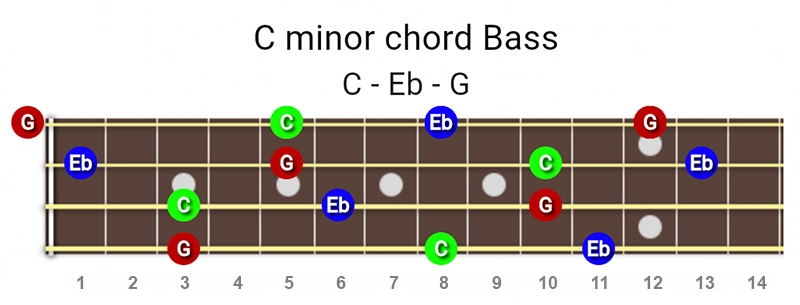 C minor chord Bass
C - Eb - G
G C Eb G
Eb G C Eb
C Eb G
G C Eb
1 2 3 4 5 6 7 8 9 10 11 12 13 14